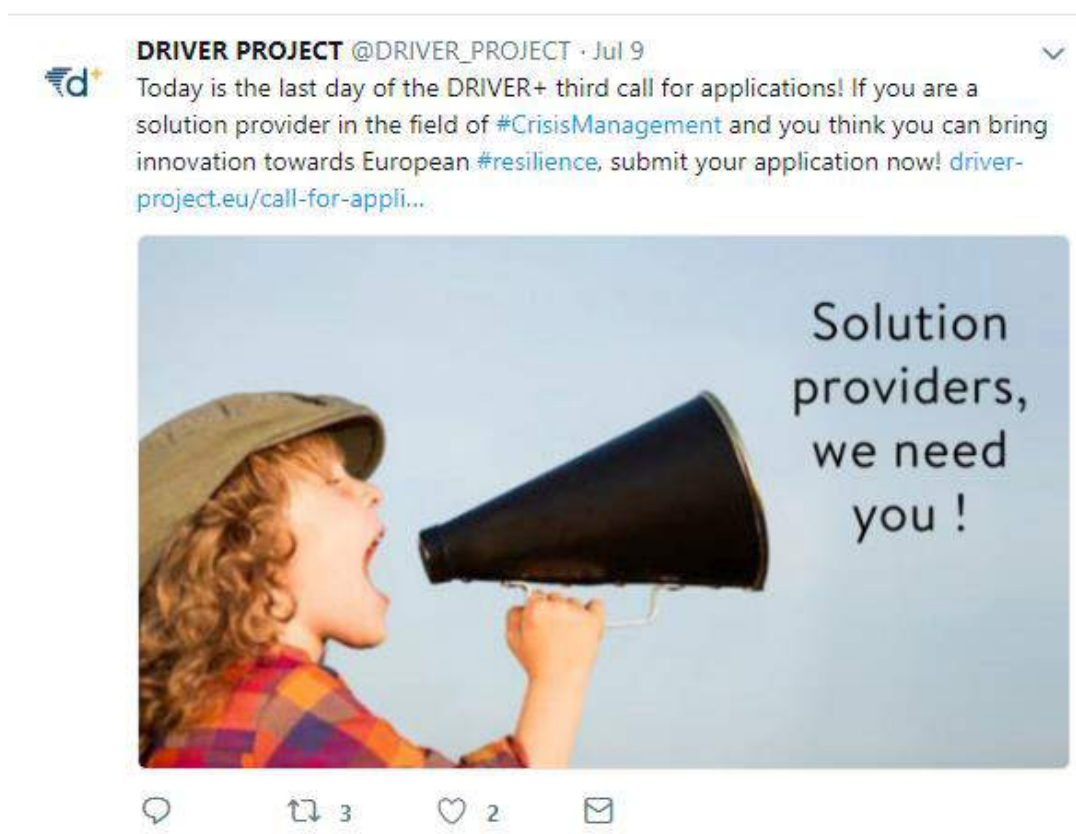 DRIVER PROJECT @DRIVER_PROJECT · Jul 9
Today is the last day of the DRIVER+ third call for applications! If you are a
solution provider in the field of #CrisisManagement and you think you can bring
innovation towards European #resilience, submit your application now! driver-
project.eu/call-for-appli...
Solution
providers,
we need
you !
3 2